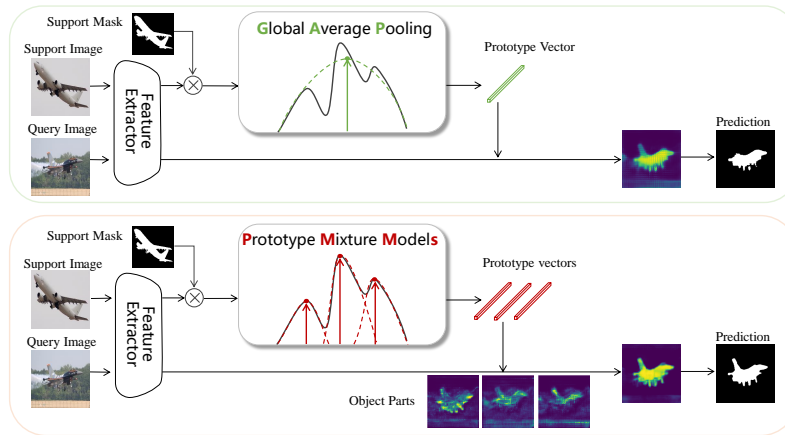 Support Mask
Global Average Pooling
Support Image
Prototype Vector
Feature
Extractor
Query Image
Prediction
Support Mask
Prototype Mixture Models
Support Image
Prototype vectors
Feature
Extractor
Query Image
Prediction
Object Parts